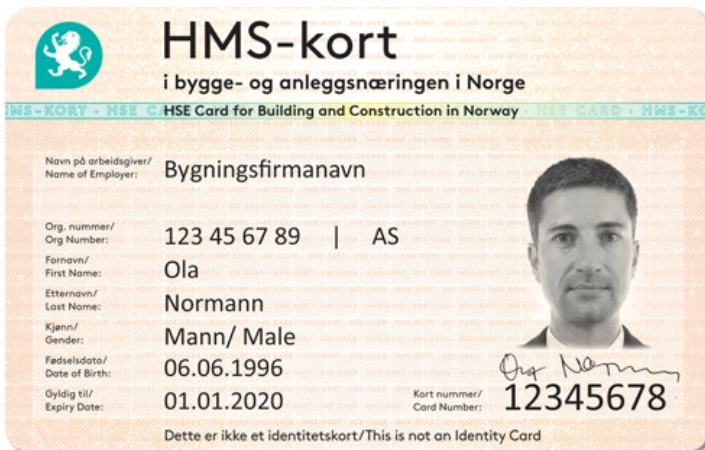 HMS-kort
i bygge- og anleggsnæringen i Norge
HSE Card for Building and Construction in Norway
Navn på arbeidsgiver/
Name of Employer:
Bygningsfirmanavn
Org. nummer/
Org Number:
123 45 67 89 | AS
Fornavn/
First Name:
Ola
Etternavn/
Last Name:
Normann
Kjønn/
Gender:
Mann/ Male
Fødselsdato/
Date of Birth:
06.06.1996
Gyldig til/
Expiry Date:
01.01.2020
Kort nummer/
Card Number:
12345678
Dette er ikke et identitetskort/This is not an Identity Card